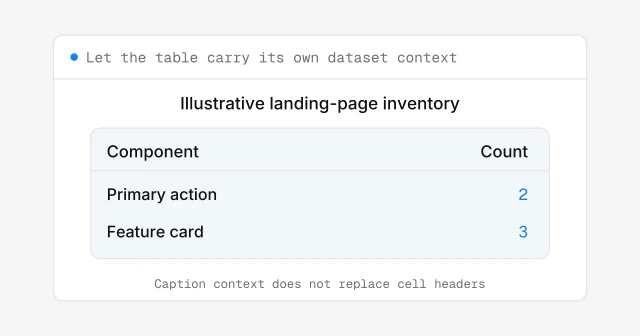 Let the table carry its own dataset context
Illustrative landing-page inventory
Component Count
Primary action 2
Feature card 3
Caption context does not replace cell headers